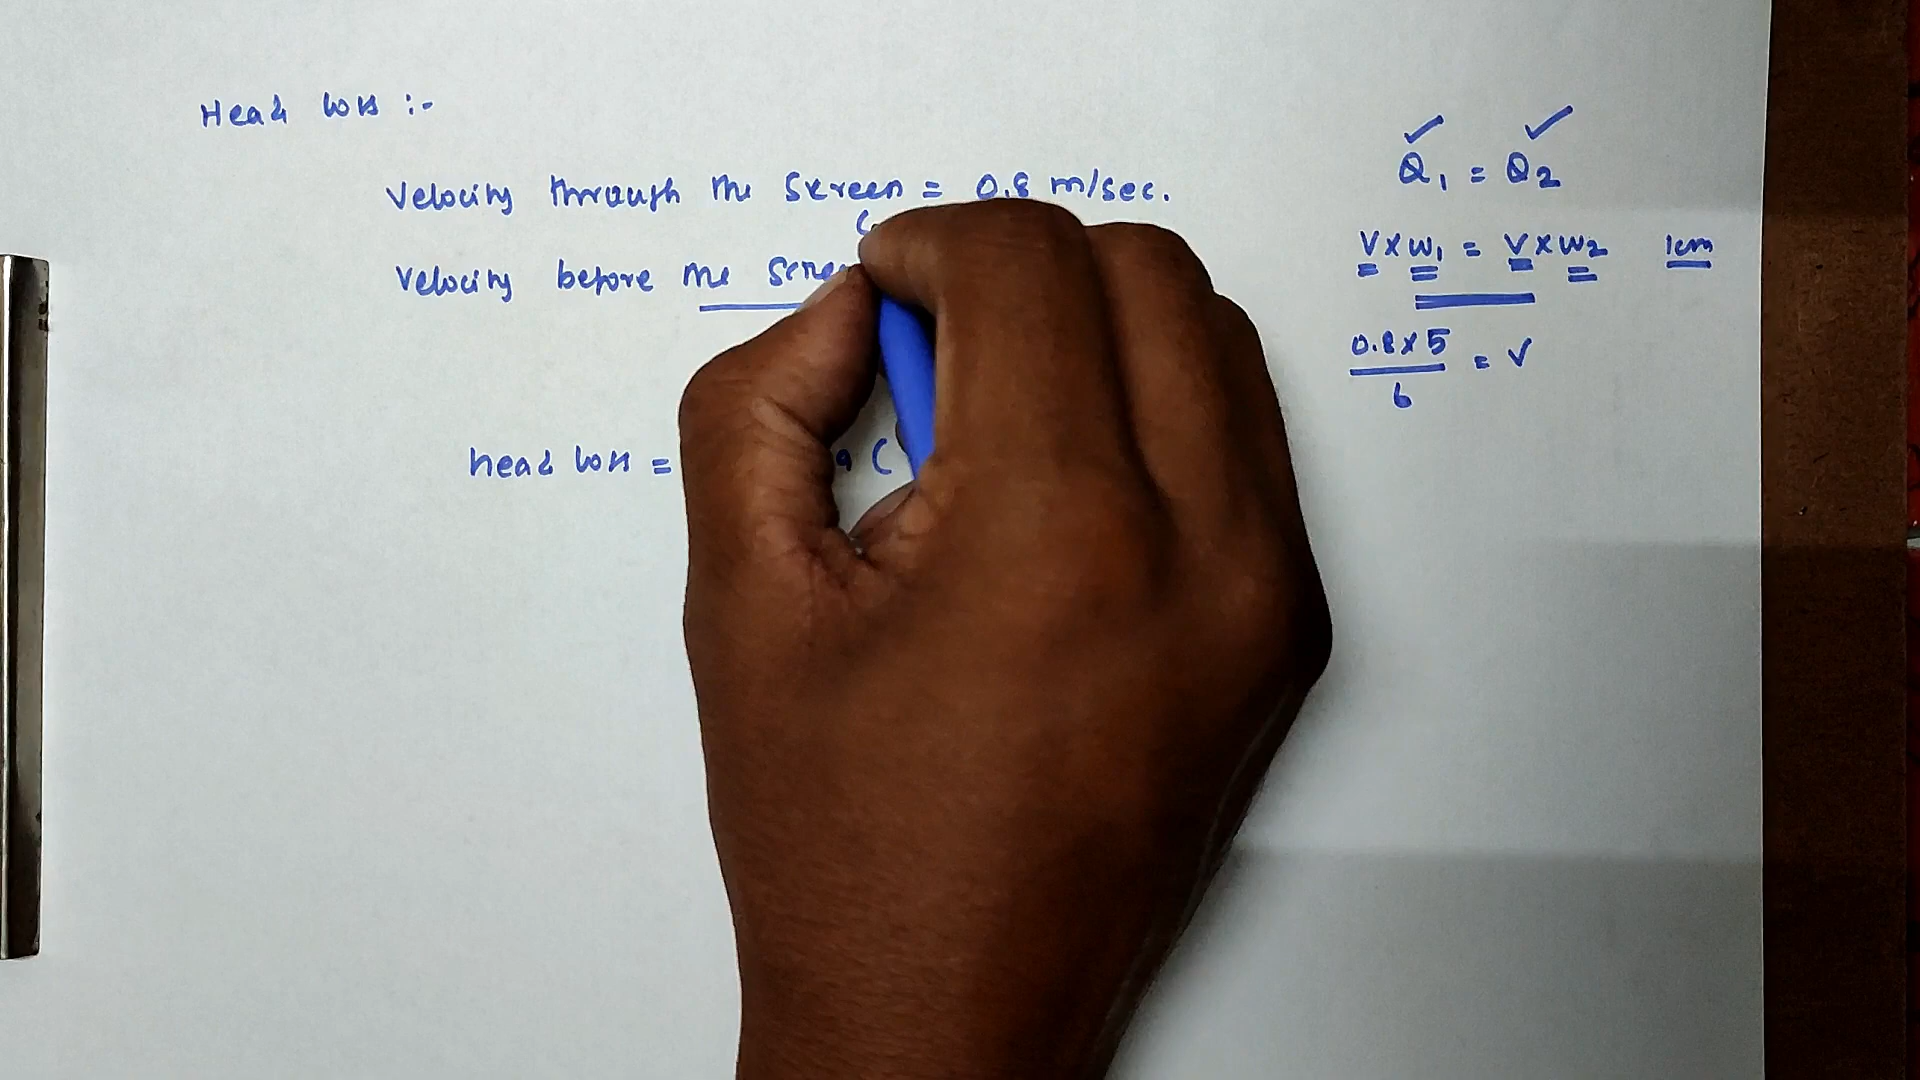 Head loss :-
Velocity through the Screen = 0.8 m/sec.
Velocity before the Scree
head loss = a (
Q1 = Q2
V x W1 = V x W2 1cm
0.8 x 5
6
= V